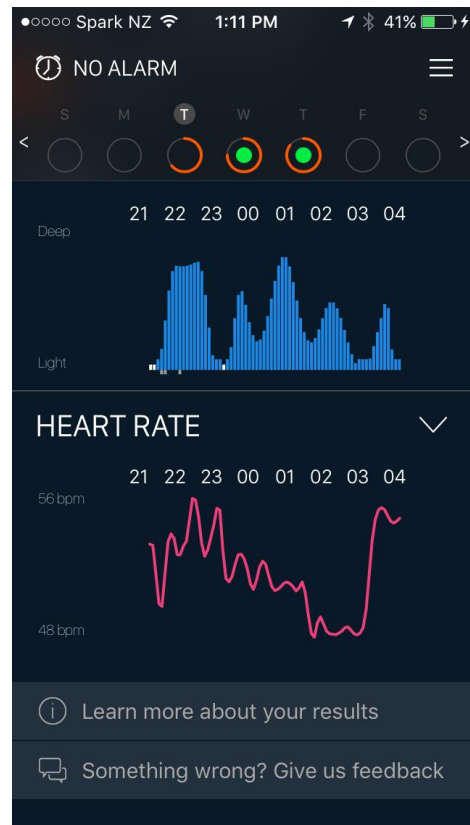 Spark NZ 1:11 PM 41%
NO ALARM
S M T W T F S
< >
21 22 23 00 01 02 03 04
Deep
Light
HEART RATE
21 22 23 00 01 02 03 04
56 bpm
48 bpm
Learn more about your results
Something wrong? Give us feedback